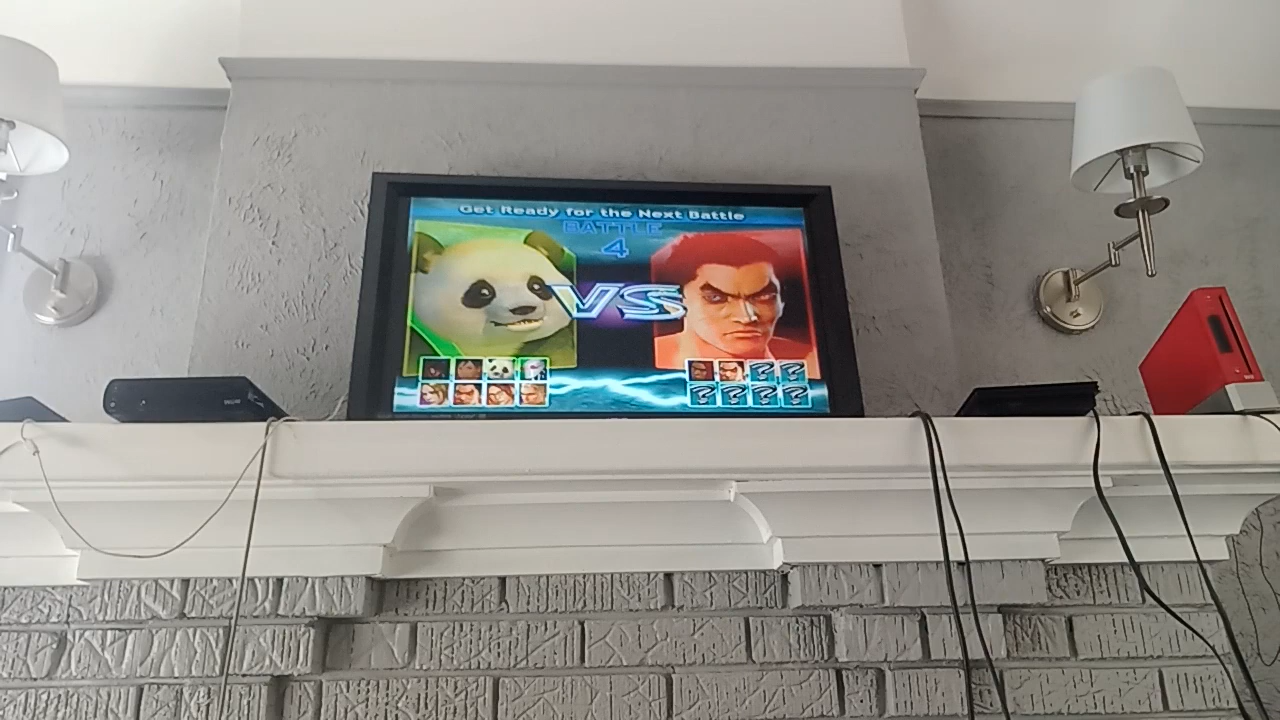 Get Ready for the Next Battle
BATTLE
4
VS
? ?
? ? ? ?